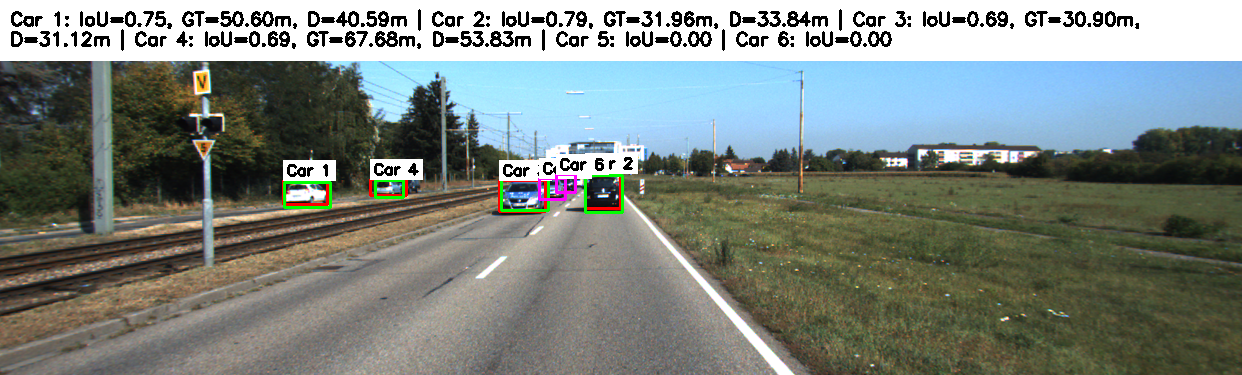 Car 1: IoU=0.75, GT=50.60m, D=40.59m | Car 2: IoU=0.79, GT=31.96m, D=33.84m | Car 3: IoU=0.69, GT=30.90m,
D=31.12m | Car 4: IoU=0.69, GT=67.68m, D=53.83m | Car 5: IoU=0.00 | Car 6: IoU=0.00
V
S
Car 1
Car 4
Car
Car 6
2